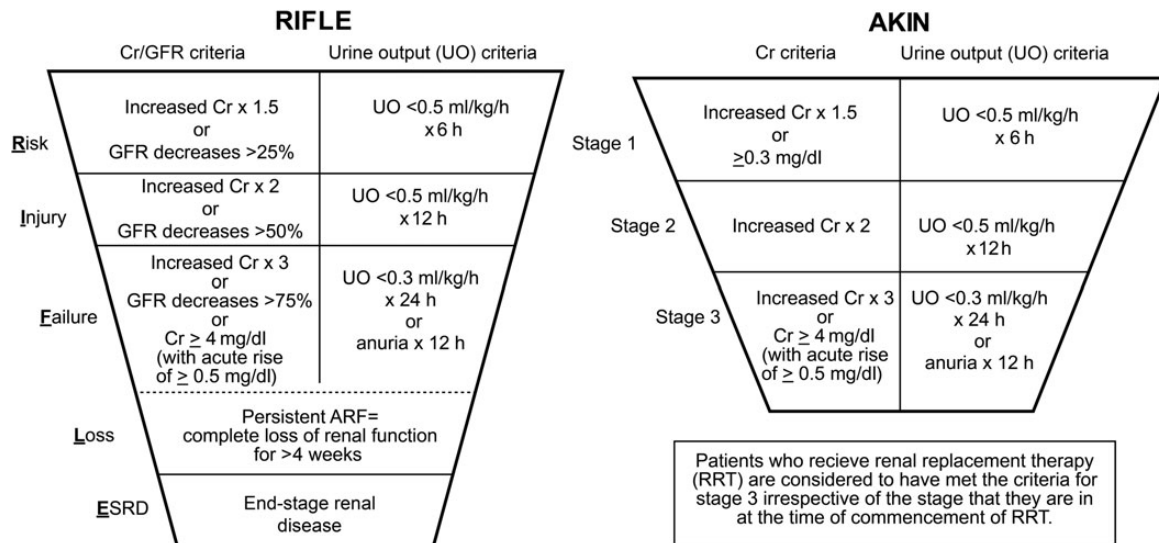 RIFLE
Cr/GFR criteria
Urine output (UO) criteria
Risk
Increased Cr x 1.5
or
GFR decreases >25%
UO <0.5 ml/kg/h
x 6 h
Injury
Increased Cr x 2
or
GFR decreases >50%
UO <0.5 ml/kg/h
x 12 h
Failure
Increased Cr x 3
or
GFR decreases >75%
or
Cr ≥ 4 mg/dl
(with acute rise
of ≥ 0.5 mg/dl)
UO <0.3 ml/kg/h
x 24 h
or
anuria x 12 h
Loss
Persistent ARF=
complete loss of renal function
for >4 weeks
ESRD
End-stage renal
disease
AKIN
Cr criteria
Urine output (UO) criteria
Stage 1
Increased Cr x 1.5
or
≥0.3 mg/dl
UO <0.5 ml/kg/h
x 6 h
Stage 2
Increased Cr x 2
UO <0.5 ml/kg/h
x 12 h
Stage 3
Increased Cr x 3
or
Cr ≥ 4 mg/dl
(with acute rise
of ≥ 0.5 mg/dl)
UO <0.3 ml/kg/h
x 24 h
or
anuria x 12 h
Patients who recieve renal replacement therapy
(RRT) are considered to have met the criteria for
stage 3 irrespective of the stage that they are in
at the time of commencement of RRT.